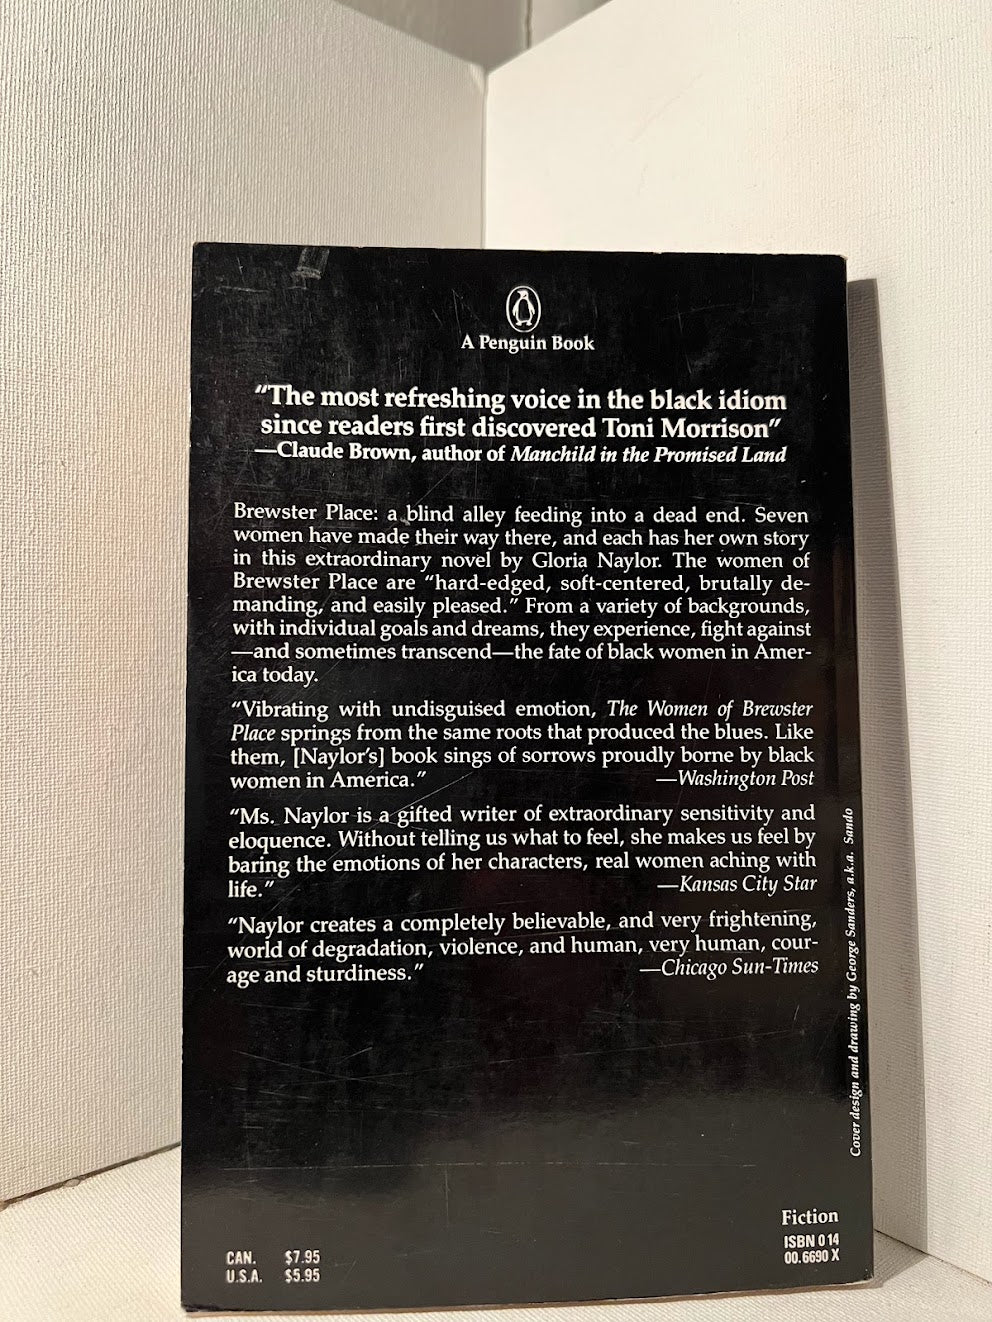 A Penguin Book
“The most refreshing voice in the black idiom
since readers first discovered Toni Morrison”
—Claude Brown, author of Manchild in the Promised Land
Brewster Place: a blind alley feeding into a dead end. Seven
women have made their way there, and each has her own story
in this extraordinary novel by Gloria Naylor. The women of
Brewster Place are “hard-edged, soft-centered, brutally de-
manding, and easily pleased.” From a variety of backgrounds,
with individual goals and dreams, they experience, fight against
—and sometimes transcend—the fate of black women in Amer-
ica today.
“Vibrating with undisguised emotion, The Women of Brewster
Place springs from the same roots that produced the blues. Like
them, [Naylor’s] book sings of sorrows proudly borne by black
women in America.” —Washington Post
“Ms. Naylor is a gifted writer of extraordinary sensitivity and
eloquence. Without telling us what to feel, she makes us feel by
baring the emotions of her characters, real women aching with
life.” —Kansas City Star
“Naylor creates a completely believable, and very frightening,
world of degradation, violence, and human, very human, cour-
age and sturdiness.” —Chicago Sun-Times
Cover design and drawing by George Sanders, a.k.a. Sando
Fiction
ISBN 0 14
00.6690 X
CAN. $7.95
U.S.A. $5.95